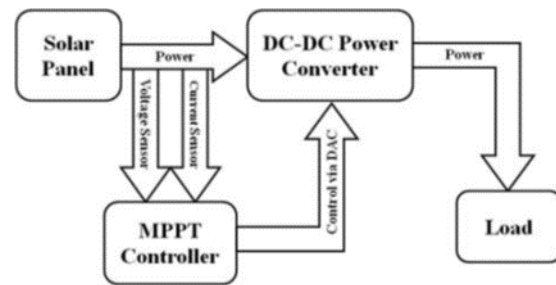 Solar
Panel
Power
DC-DC Power
Converter
Power
Voltage Sensor
Current Sensor
Control via DAC
MPPT
Controller
Load